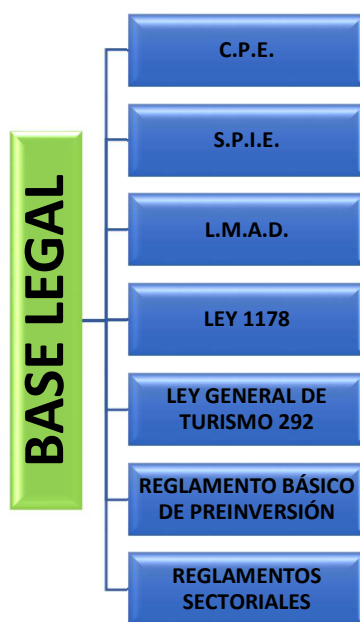 BASE LEGAL
C.P.E.
S.P.I.E.
L.M.A.D.
LEY 1178
LEY GENERAL DE
TURISMO 292
REGLAMENTO BÁSICO
DE PREINVERSIÓN
REGLAMENTOS
SECTORIALES